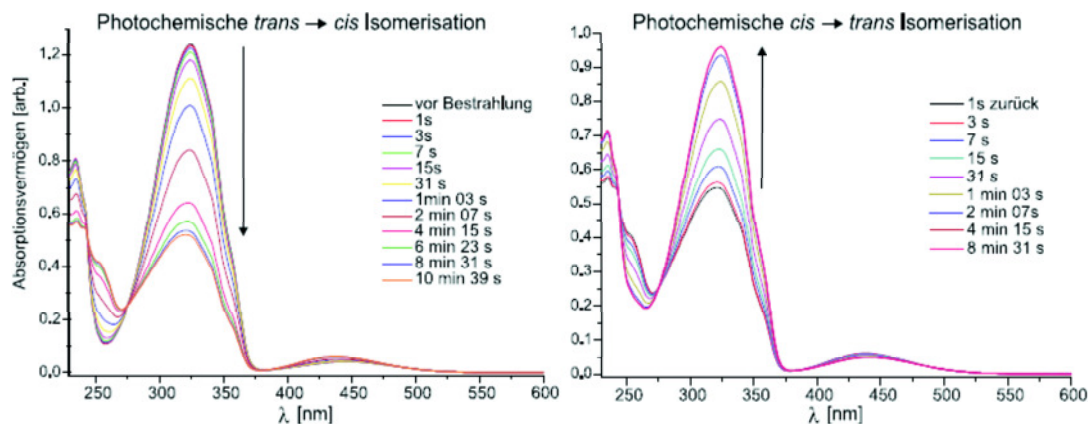 Photochemische trans → cis Isomerisation
Absorptionsvermögen [arb.]
1,2
1,0
0,8
0,6
0,4
0,2
0,0
250 300 350 400 450 500 550 600
λ [nm]
vor Bestrahlung
1s
3s
7 s
15s
31 s
1min 03 s
2 min 07 s
4 min 15 s
6 min 23 s
8 min 31 s
10 min 39 s
Photochemische cis → trans Isomerisation
1.0
0.9
0.8
0.7
0.6
0.5
0.4
0.3
0.2
0.1
0.0
250 300 350 400 450 500 550 600
λ [nm]
1s zurück
3 s
7 s
15 s
31 s
1 min 03 s
2 min 07s
4 min 15 s
8 min 31 s